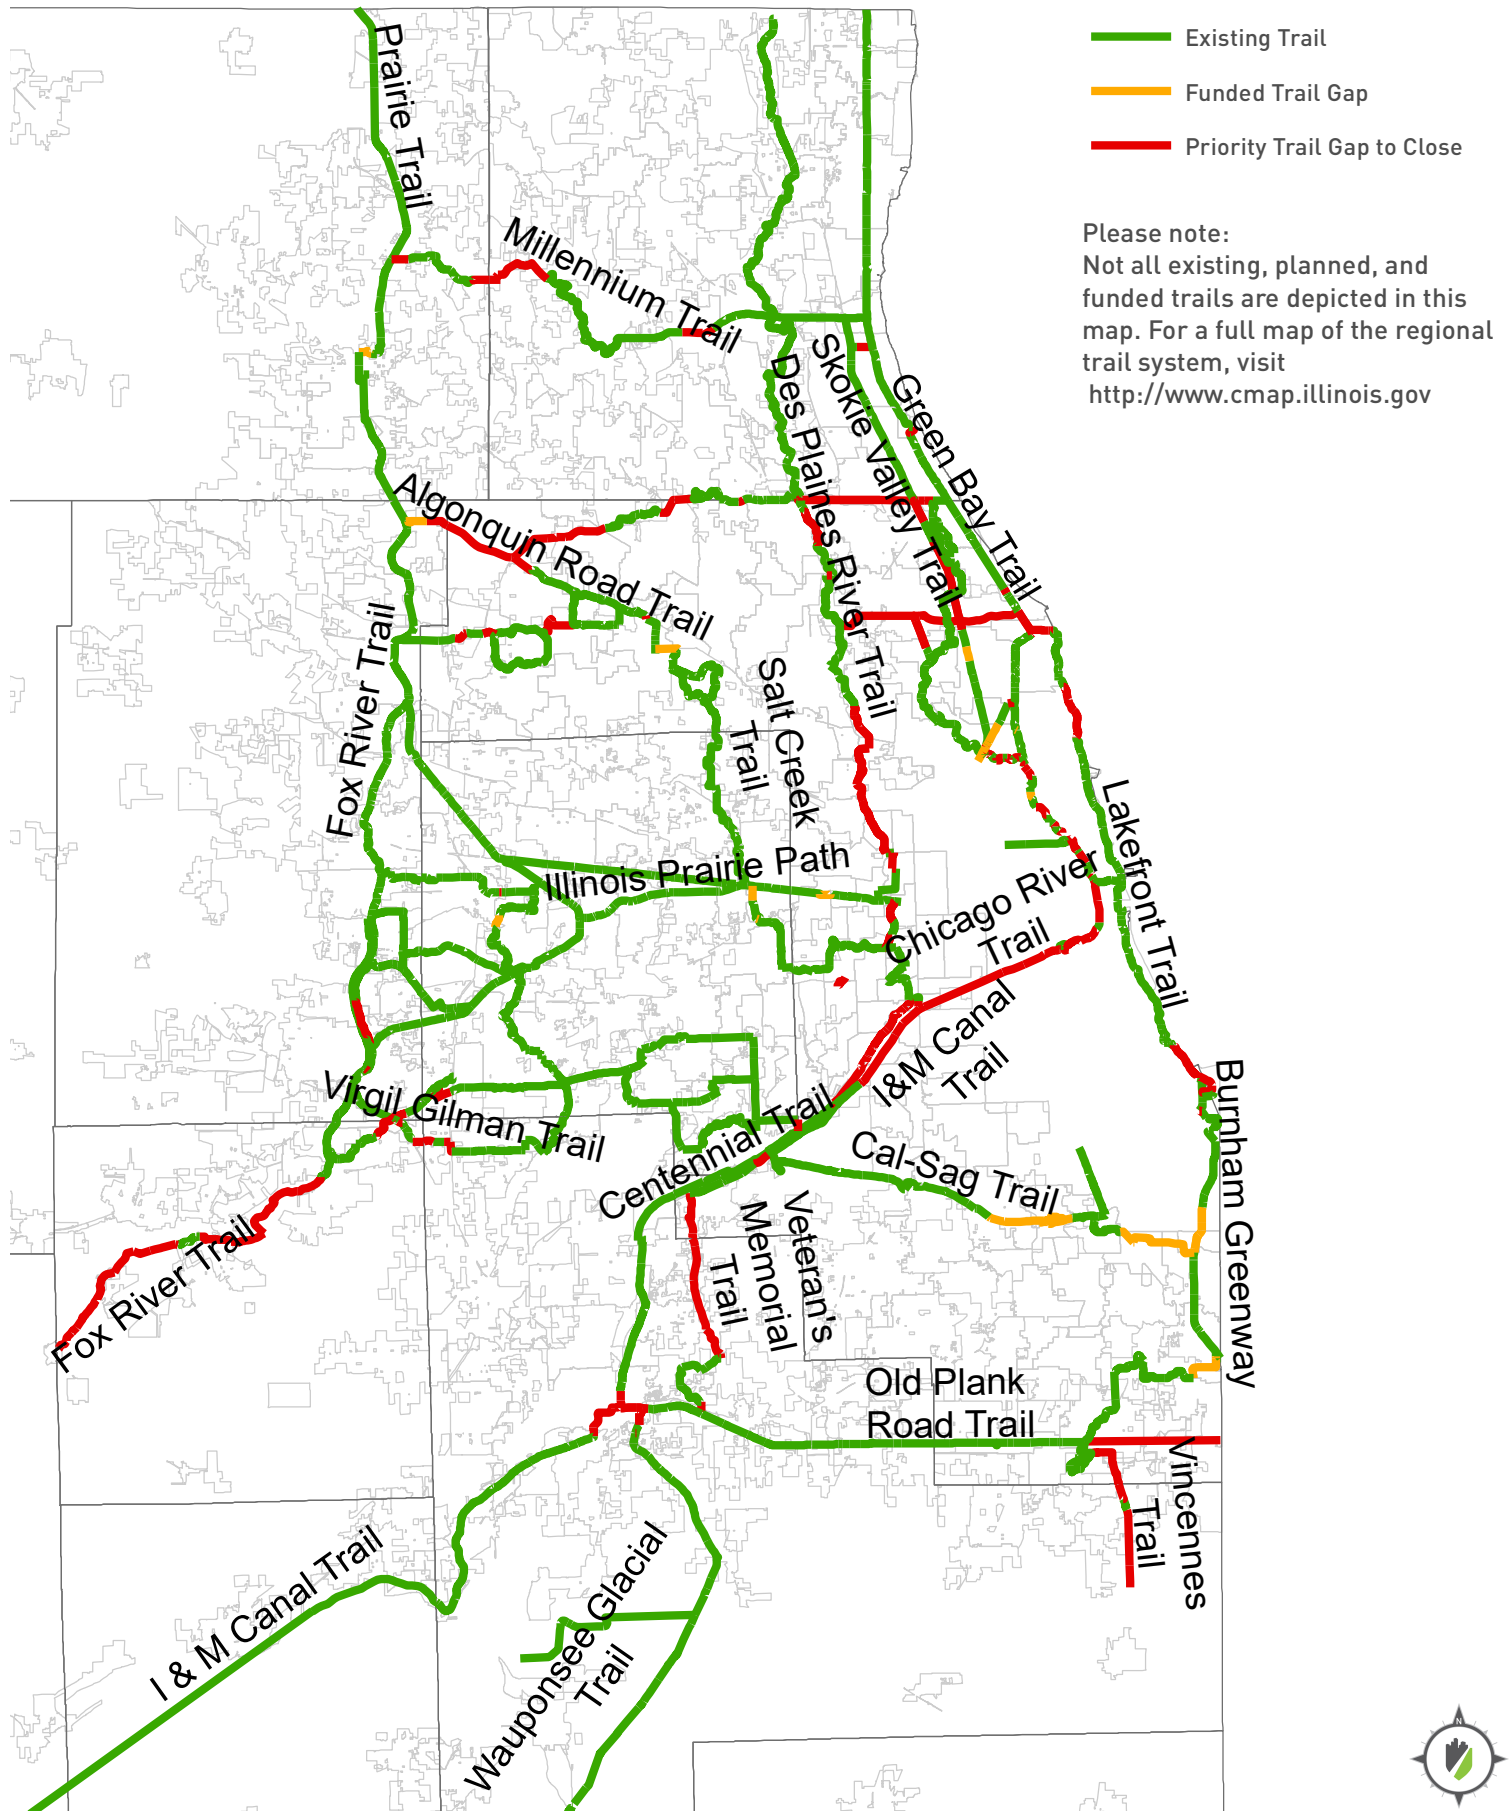 Existing Trail
Funded Trail Gap
Priority Trail Gap to Close
Please note:
Not all existing, planned, and
funded trails are depicted in this
map. For a full map of the regional
trail system, visit
http://www.cmap.illinois.gov
Prairie Trail
Millennium Trail
Skokie Valley Trail
Green Bay Trail
Des Plaines River Trail
Algonquin Road Trail
Fox River Trail
Salt Creek
Trail
Illinois Prairie Path
Lakefront Trail
Chicago River
Trail
I&M Canal
Trail
Virgil Gilman Trail
Centennial Trail
Cal-Sag Trail
Burnham Greenway
Veteran's
Memorial
Trail
Fox River Trail
Old Plank
Road Trail
Vincennes
Trail
I & M Canal Trail
Wauponsee Glacial
Trail
N